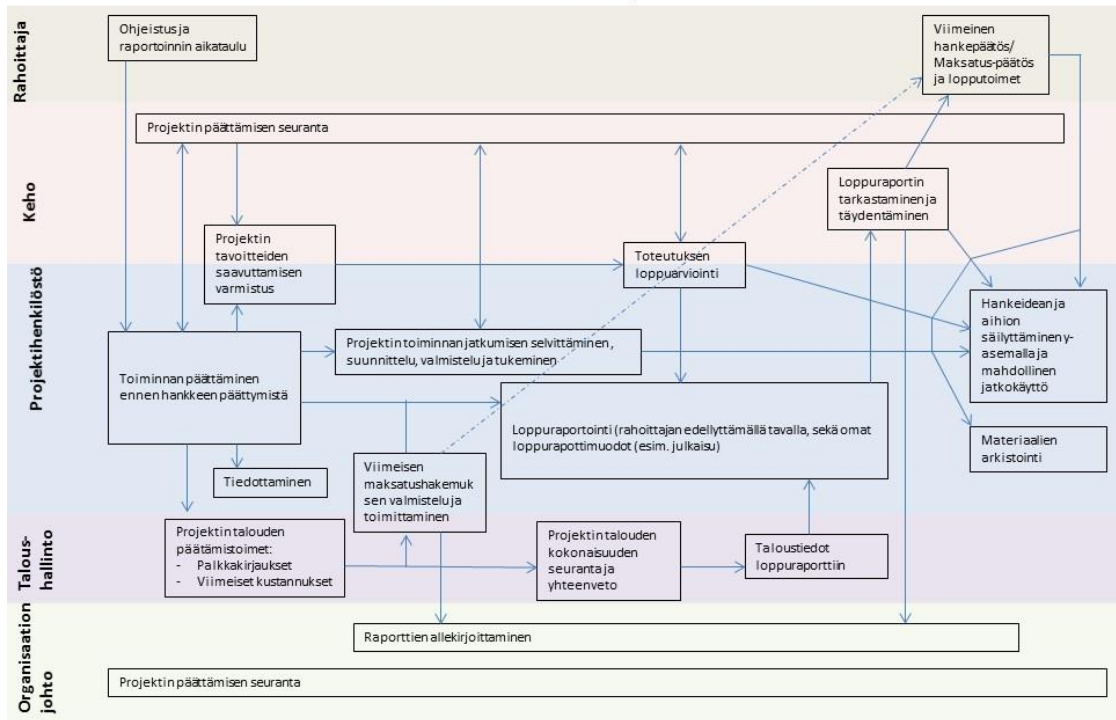 Rahoittaja
Ohjeistus ja
raportoinnin aikataulu
Viimeinen
hankepäätös/
Maksatus-päätös
ja lopputoimet
Keho
Projektin päättämisen seuranta
Loppuraportin
tarkastaminen ja
täydentäminen
Projektin
tavoitteiden
saavuttamisen
varmistus
Toteutuksen
loppuarviointi
Projektihenkilöstö
Hankeidean ja
aihion
säilyttäminen y-
asemalla ja
mahdollinen
jatkokäyttö
Projektin toiminnan jatkumisen selvittäminen,
suunnittelu, valmistelu ja tukeminen
Toiminnan päättäminen
ennen hankkeen päättymistä
Loppuraportointi (rahoittajan edellyttämällä tavalla, sekä omat
loppurapottimuodot (esim. julkaisu)
Materiaalien
arkistointi
Viimeisen
maksatushakemuk
sen valmistelu ja
toimittaminen
Tiedottaminen
Talous-
hallinto
Projektin talouden
päätämistoimet:
- Palkkakirjaukset
- Viimeiset kustannukset
Projektin talouden
kokonaisuuden
seuranta ja
yhteenveto
Taloustiedot
loppuraporttiin
Organisaation
johto
Raporttien allekirjoittaminen
Projektin päättämisen seuranta